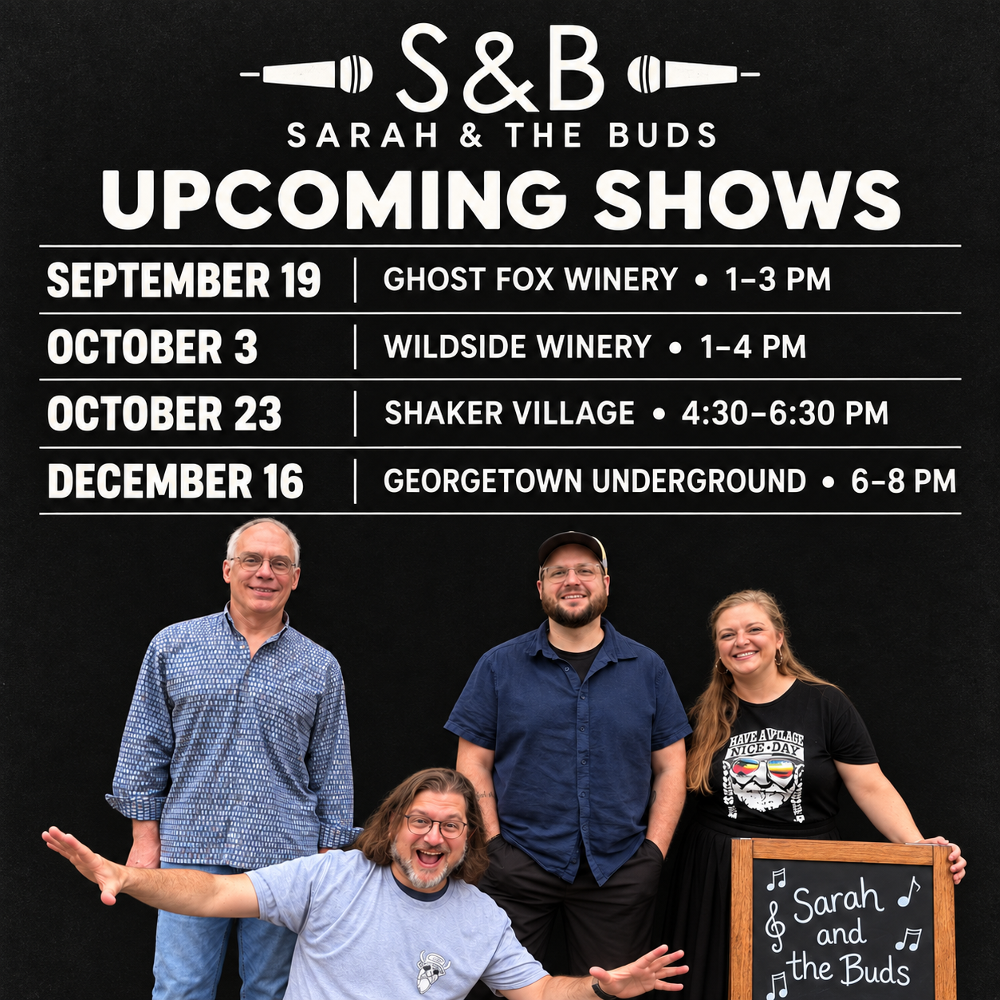 S&B
SARAH & THE BUDS
UPCOMING SHOWS
SEPTEMBER 19 | GHOST FOX WINERY • 1–3 PM
OCTOBER 3 | WILDSIDE WINERY • 1–4 PM
OCTOBER 23 | SHAKER VILLAGE • 4:30–6:30 PM
DECEMBER 16 | GEORGETOWN UNDERGROUND • 6–8 PM
HAVE A
NICE DAY
Sarah
and
the Buds